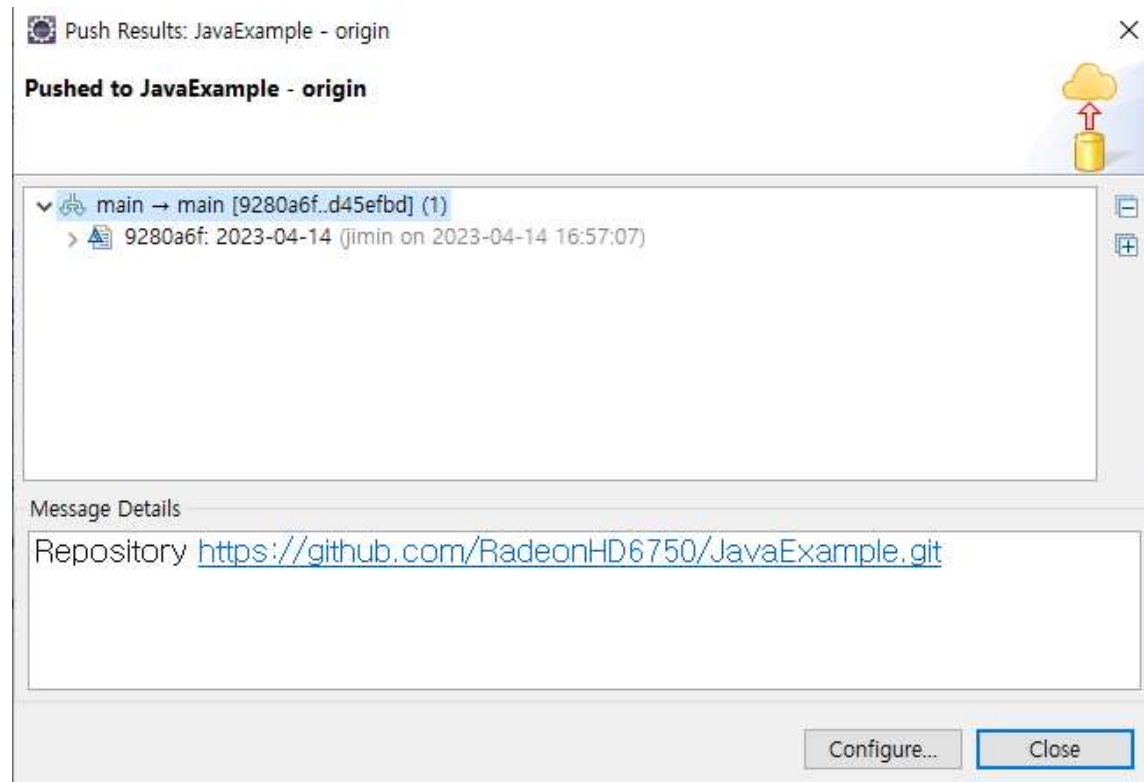 Push Results: JavaExample - origin
Pushed to JavaExample - origin
main → main [9280a6f..d45efbd] (1)
9280a6f: 2023-04-14 (jimin on 2023-04-14 16:57:07)
Message Details
Repository https://github.com/RadeonHD6750/JavaExample.git
Configure... Close